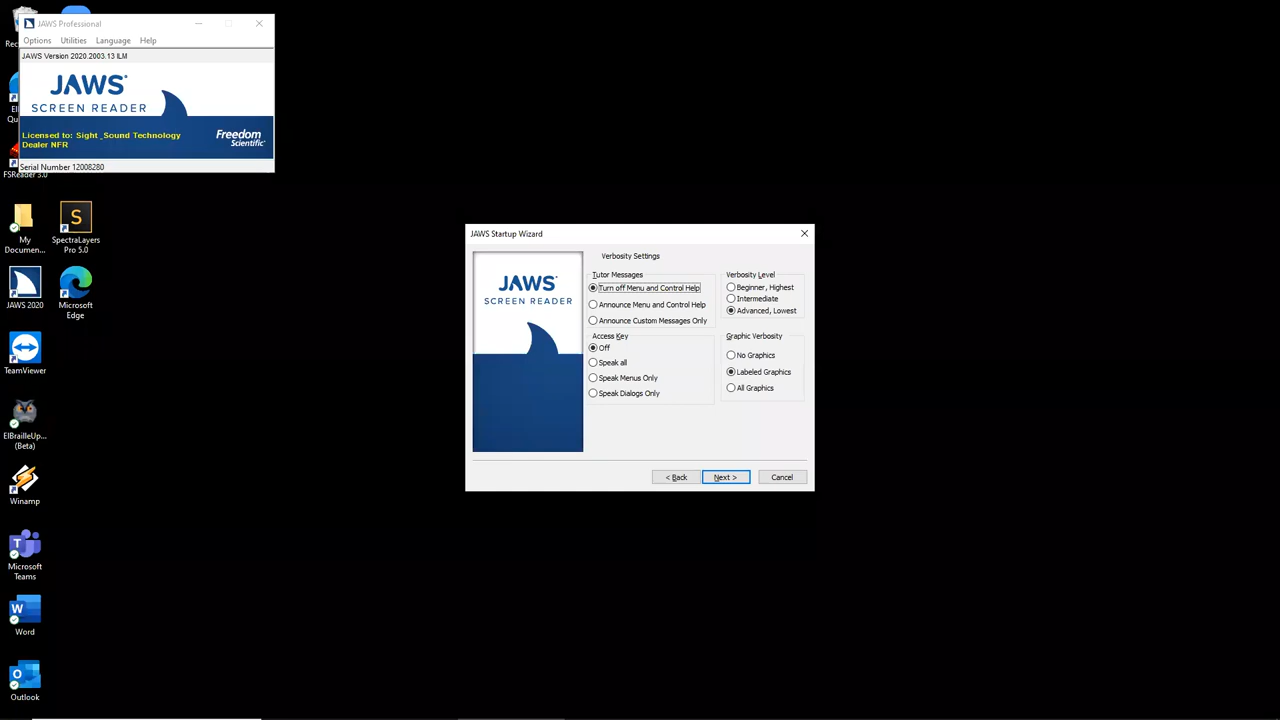 JAWS Professional
Options Utilities Language Help
JAWS Version 2020.2003.13 ILM
JAWS
SCREEN READER
Licensed to: Sight _Sound Technology
Dealer NFR
Freedom
Scientific
Serial Number 12008280
FSReader 3.0
My
Documen...
SpectraLayers
Pro 5.0
JAWS 2020
Microsoft
Edge
TeamViewer
ElBrailleUp...
(Beta)
Winamp
Microsoft
Teams
Word
Outlook
JAWS Startup Wizard
JAWS
SCREEN READER
Verbosity Settings
Tutor Messages
Turn off Menu and Control Help
Announce Menu and Control Help
Announce Custom Messages Only
Access Key
Off
Speak all
Speak Menus Only
Speak Dialogs Only
Verbosity Level
Beginner, Highest
Intermediate
Advanced, Lowest
Graphic Verbosity
No Graphics
Labeled Graphics
All Graphics
< Back
Next >
Cancel